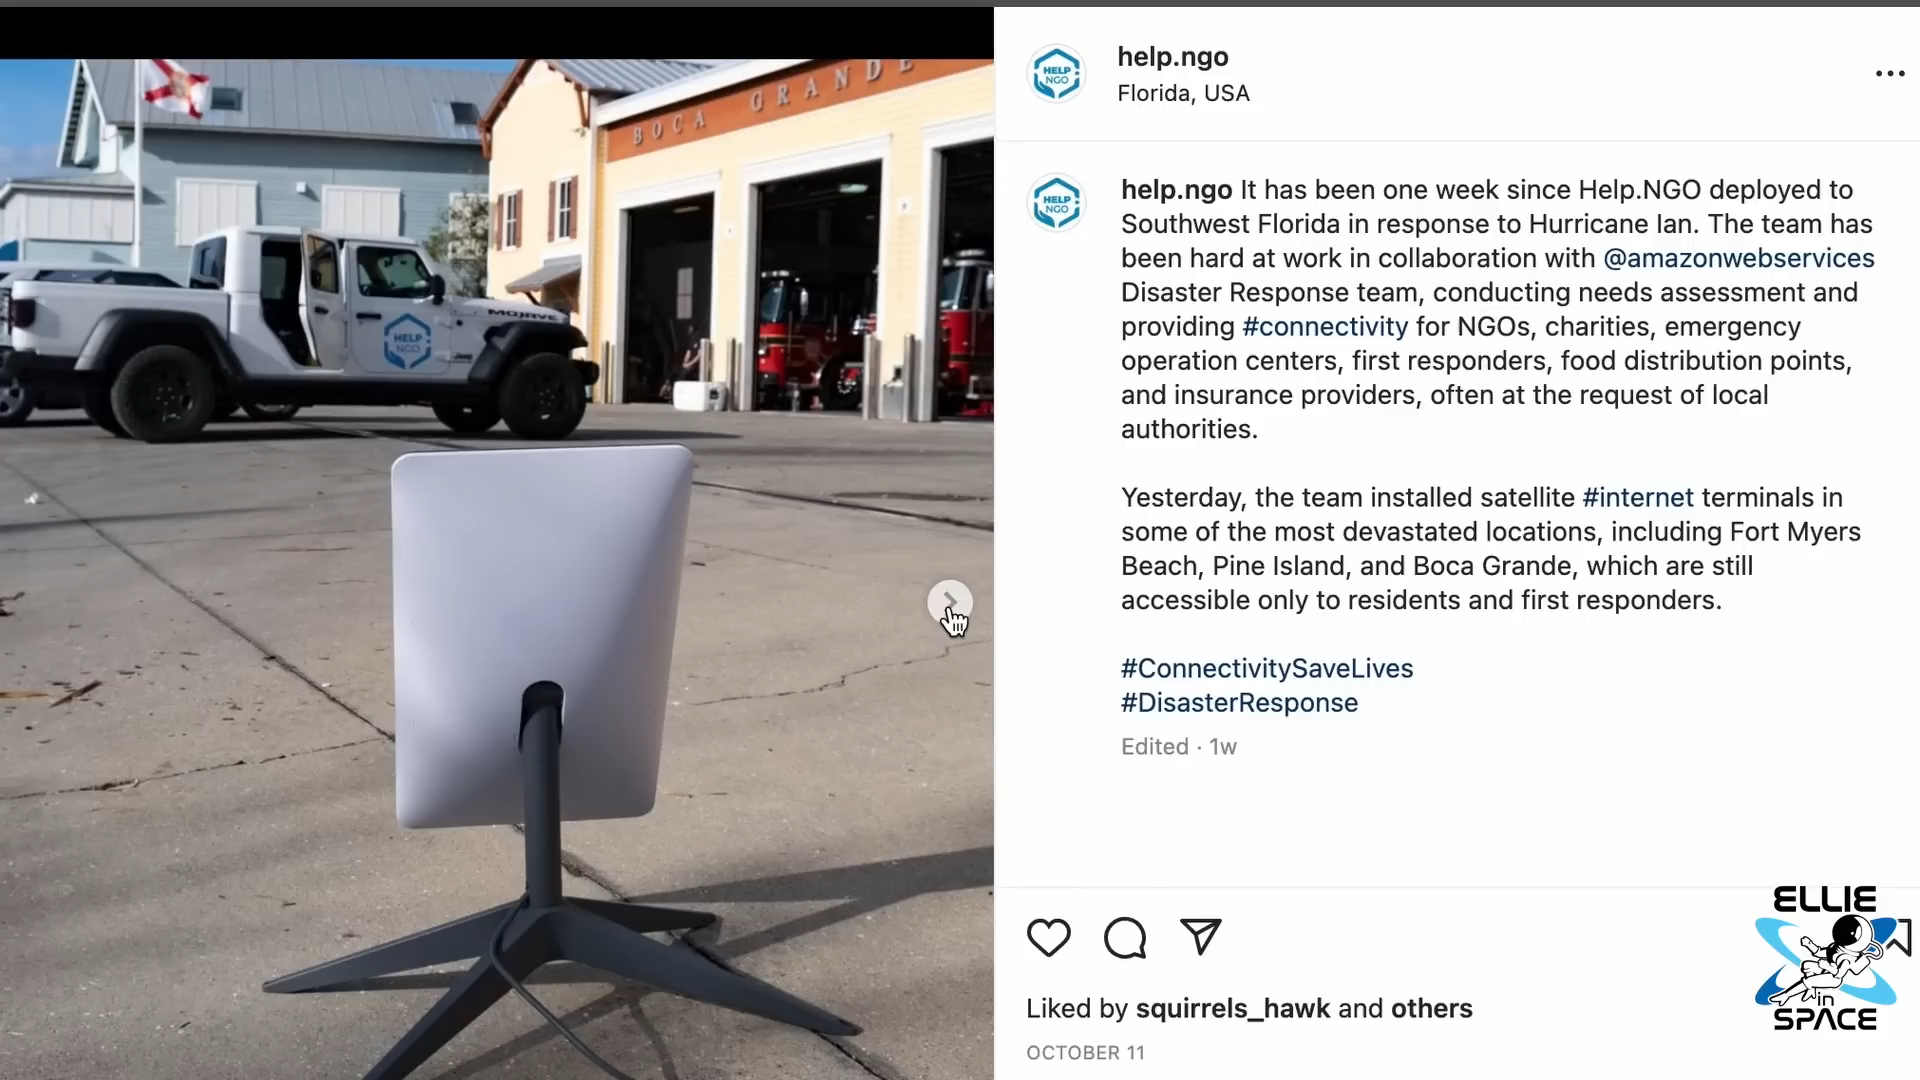 BOCA GRANDE
MOJAVE
Jeep
HELP
NGO
HELP
NGO
help.ngo
Florida, USA
HELP
NGO
help.ngo It has been one week since Help.NGO deployed to
Southwest Florida in response to Hurricane Ian. The team has
been hard at work in collaboration with @amazonwebservices
Disaster Response team, conducting needs assessment and
providing #connectivity for NGOs, charities, emergency
operation centers, first responders, food distribution points,
and insurance providers, often at the request of local
authorities.
Yesterday, the team installed satellite #internet terminals in
some of the most devastated locations, including Fort Myers
Beach, Pine Island, and Boca Grande, which are still
accessible only to residents and first responders.
#ConnectivitySaveLives
#DisasterResponse
Edited · 1w
Liked by squirrels_hawk and others
OCTOBER 11
ELLIE
in
SPACE